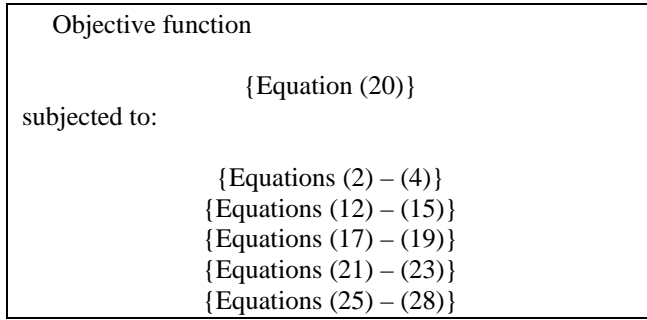 Objective function
{Equation (20)}
subjected to:
{Equations (2) – (4)}
{Equations (12) – (15)}
{Equations (17) – (19)}
{Equations (21) – (23)}
{Equations (25) – (28)}